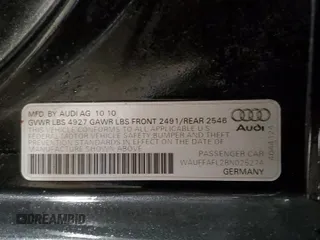 MFD. BY AUDI AG 10 10
GVWR LBS 4927 GAWR LBS FRONT 2491/REAR 2546
THIS VEHICLE CONFORMS TO ALL APPLICABLE U.S.
FEDERAL MOTOR VEHICLE SAFETY, BUMPER AND THEFT
PREVENTION STANDARDS IN EFFECT ON THE DATE OF
MANUFACTURE SHOWN ABOVE
Audi
PASSENGER CAR
GERMANY
DREAMBID